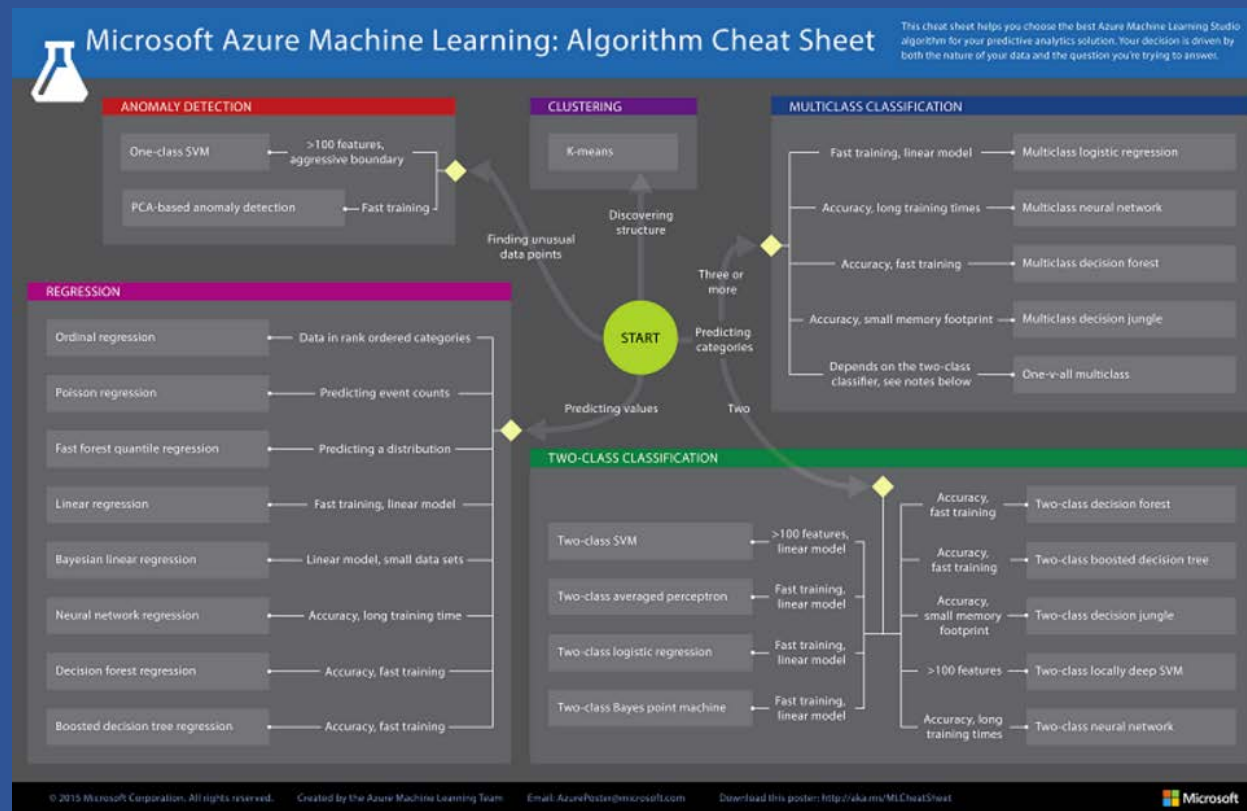 Microsoft Azure Machine Learning: Algorithm Cheat Sheet
This cheat sheet helps you choose the best Azure Machine Learning Studio
algorithm for your predictive analytics solution. Your decision is driven by
both the nature of your data and the question you're trying to answer.
ANOMALY DETECTION
One-class SVM
>100 features,
aggressive boundary
PCA-based anomaly detection
Fast training
Finding unusual
data points
CLUSTERING
K-means
Discovering
structure
MULTICLASS CLASSIFICATION
Fast training, linear model
Multiclass logistic regression
Accuracy, long training times
Multiclass neural network
Accuracy, fast training
Multiclass decision forest
Accuracy, small memory footprint
Multiclass decision jungle
Depends on the two-class
classifier, see notes below
One-v-all multiclass
Three or
more
START
Predicting
categories
Predicting values
Two
REGRESSION
Ordinal regression
Data in rank ordered categories
Poisson regression
Predicting event counts
Fast forest quantile regression
Predicting a distribution
Linear regression
Fast training, linear model
Bayesian linear regression
Linear model, small data sets
Neural network regression
Accuracy, long training time
Decision forest regression
Accuracy, fast training
Boosted decision tree regression
Accuracy, fast training
TWO-CLASS CLASSIFICATION
Two-class SVM
>100 features,
linear model
Two-class averaged perceptron
Fast training,
linear model
Two-class logistic regression
Fast training,
linear model
Two-class Bayes point machine
Fast training,
linear model
Accuracy,
fast training
Two-class decision forest
Accuracy,
fast training
Two-class boosted decision tree
Accuracy,
small memory
footprint
Two-class decision jungle
>100 features
Two-class locally deep SVM
Accuracy, long
training times
Two-class neural network
© 2015 Microsoft Corporation. All rights reserved. Created by the Azure Machine Learning Team Email: AzurePoster@microsoft.com Download this poster: http://aka.ms/MLCheatSheet
Microsoft